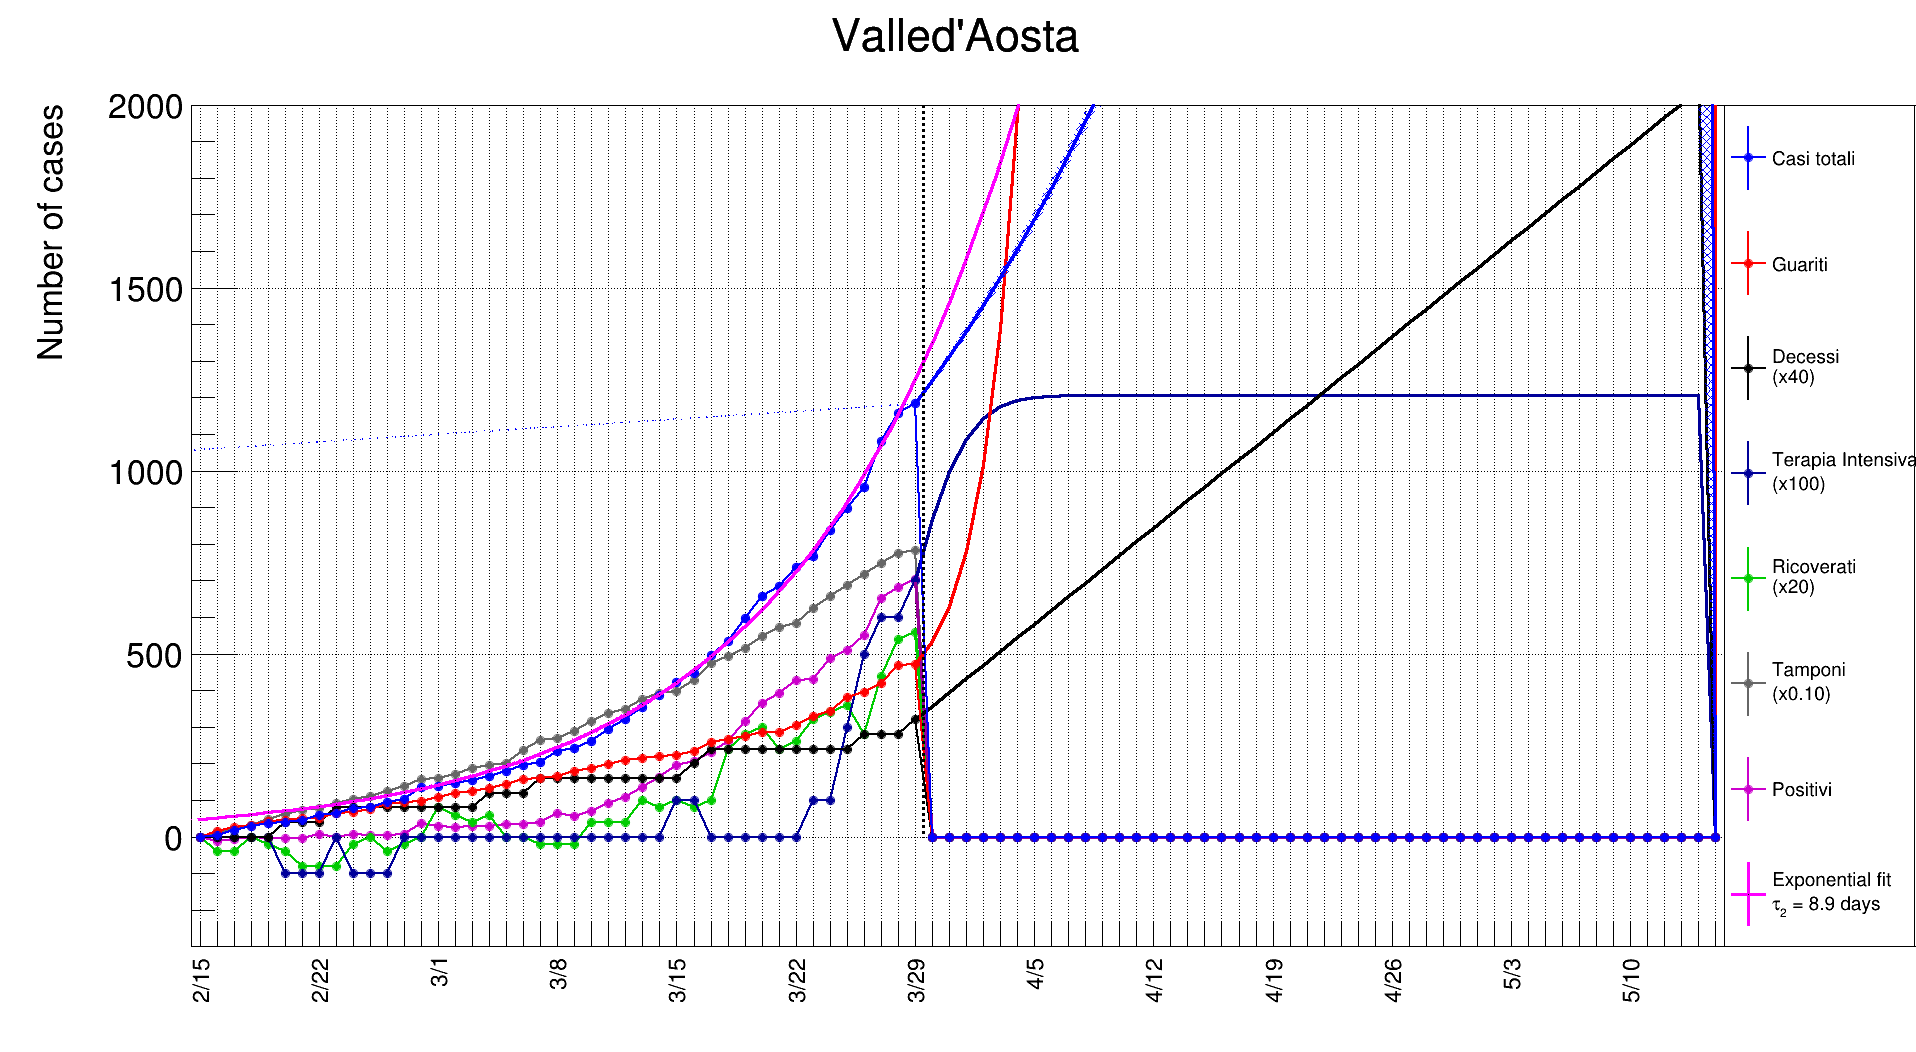 Valled'Aosta
Number of cases
2000
1500
1000
500
0
2/15
2/22
3/1
3/8
3/15
3/22
3/29
4/5
4/12
4/19
4/26
5/3
5/10
Casi totali
Guariti
Decessi
(x40)
Terapia Intensiva
(x100)
Ricoverati
(x20)
Tamponi
(x0.10)
Positivi
Exponential fit
τ2 = 8.9 days